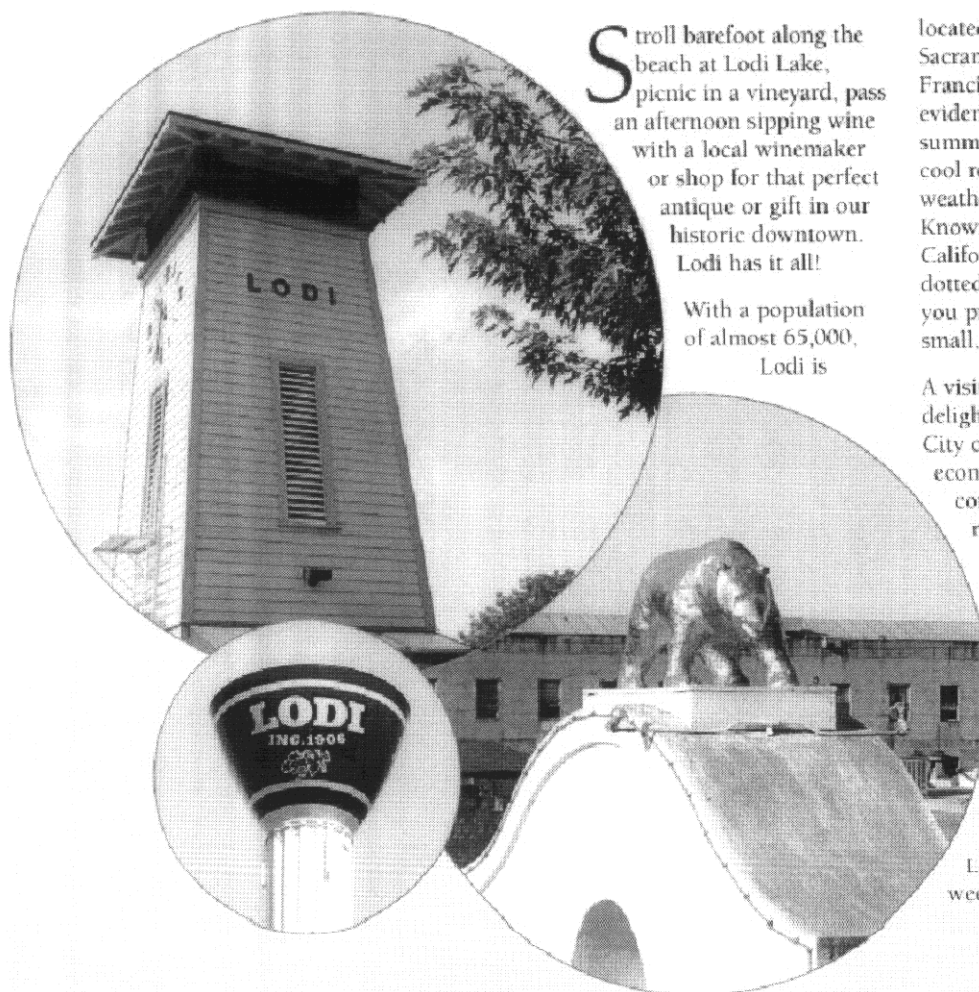 Stroll barefoot along the
beach at Lodi Lake,
picnic in a vineyard, pass
an afternoon sipping wine
with a local winemaker
or shop for that perfect
antique or gift in our
historic downtown.
Lodi has it all!
With a population
of almost 65,000,
Lodi is
located
Sacram
Franci
eviden
summ
cool
weath
Know
Califo
dotted
you
small,
A visi
deligh
City
econ
LODI
LODI
INC. 1906
L
wee